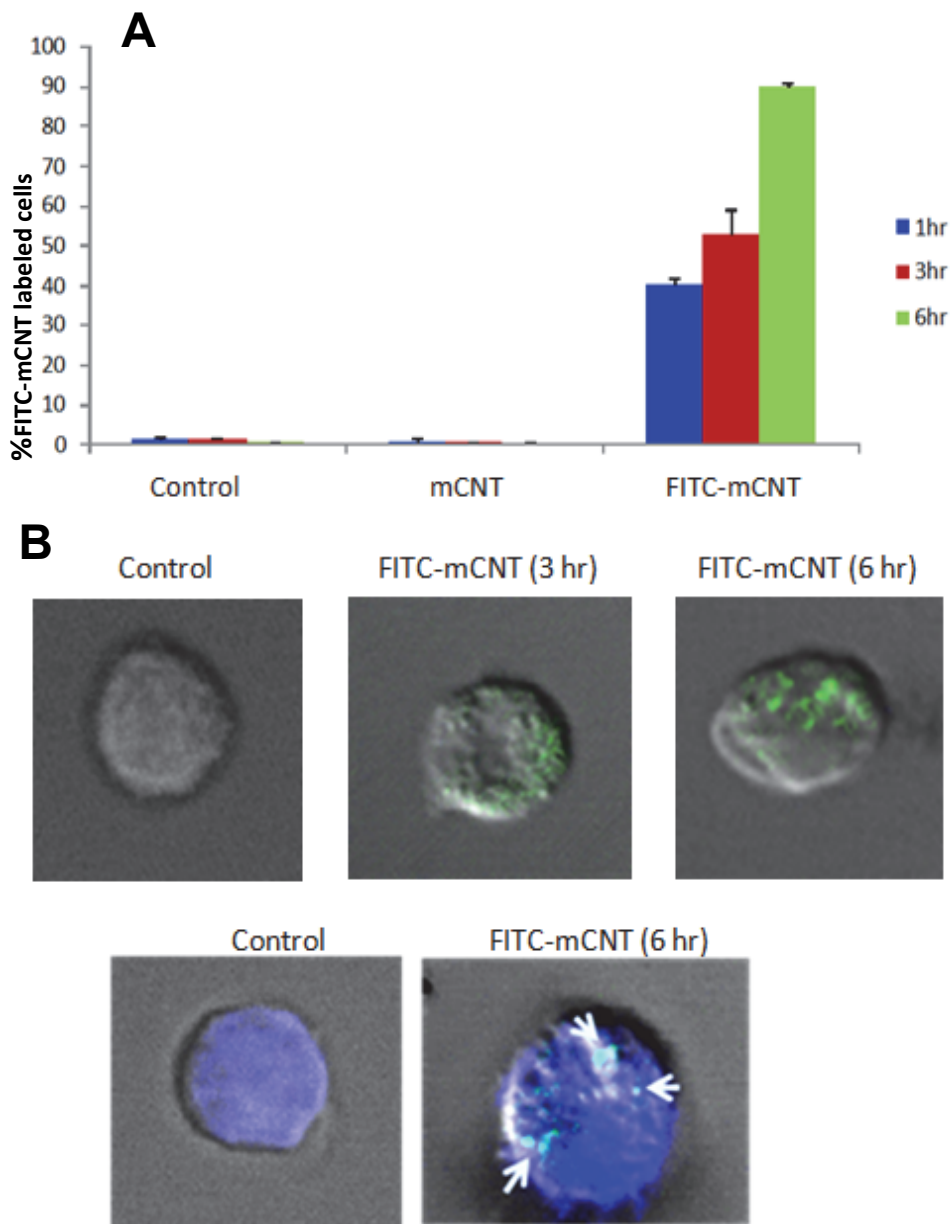 A
%FITC-mCNT labeled cells
100
90
80
70
60
50
40
30
20
10
0
Control
mCNT
FITC-mCNT
1hr
3hr
6hr
B
Control
FITC-mCNT (3 hr)
FITC-mCNT (6 hr)
Control
FITC-mCNT (6 hr)